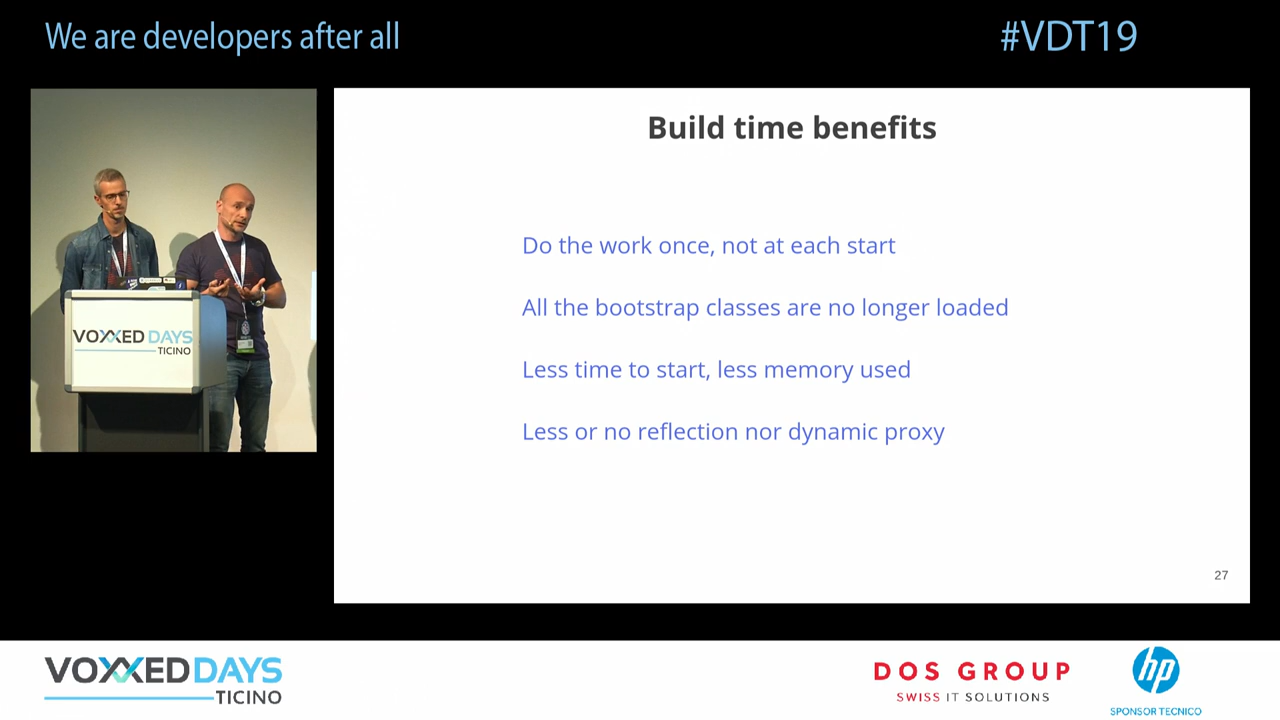 We are developers after all
#VDT19
Build time benefits
Do the work once, not at each start
All the bootstrap classes are no longer loaded
Less time to start, less memory used
Less or no reflection nor dynamic proxy
27
VOXXED DAYS
TICINO
VOXXED DAYS
TICINO
DOS GROUP
SWISS IT SOLUTIONS
hp
SPONSOR TECNICO